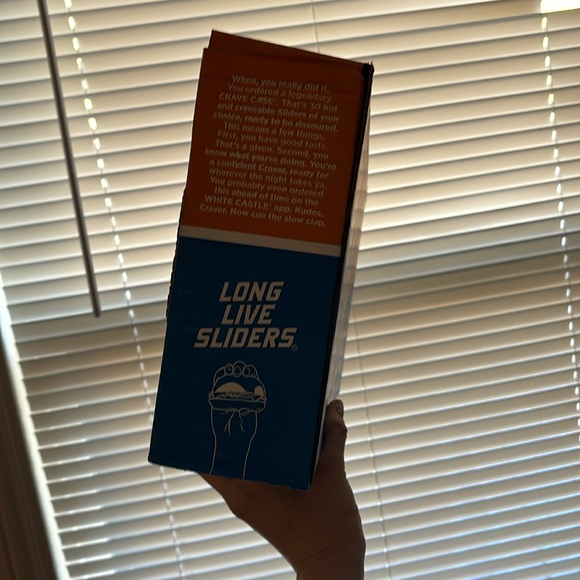 Whoa, you really did it.
You ordered a legendary
CRAVE CASE®. That's 30 hot
and craveable Sliders of your
choice, ready to be devoured.
This means a few things.
First, you have good taste.
That's a given. Second, you
know what you're doing. You're
a confident Craver, ready for
wherever the night takes ya.
You probably even ordered
this ahead of time on the
WHITE CASTLE® app. Kudos,
Craver. Now cue the slow clap.
LONG
LIVE
SLIDERS®